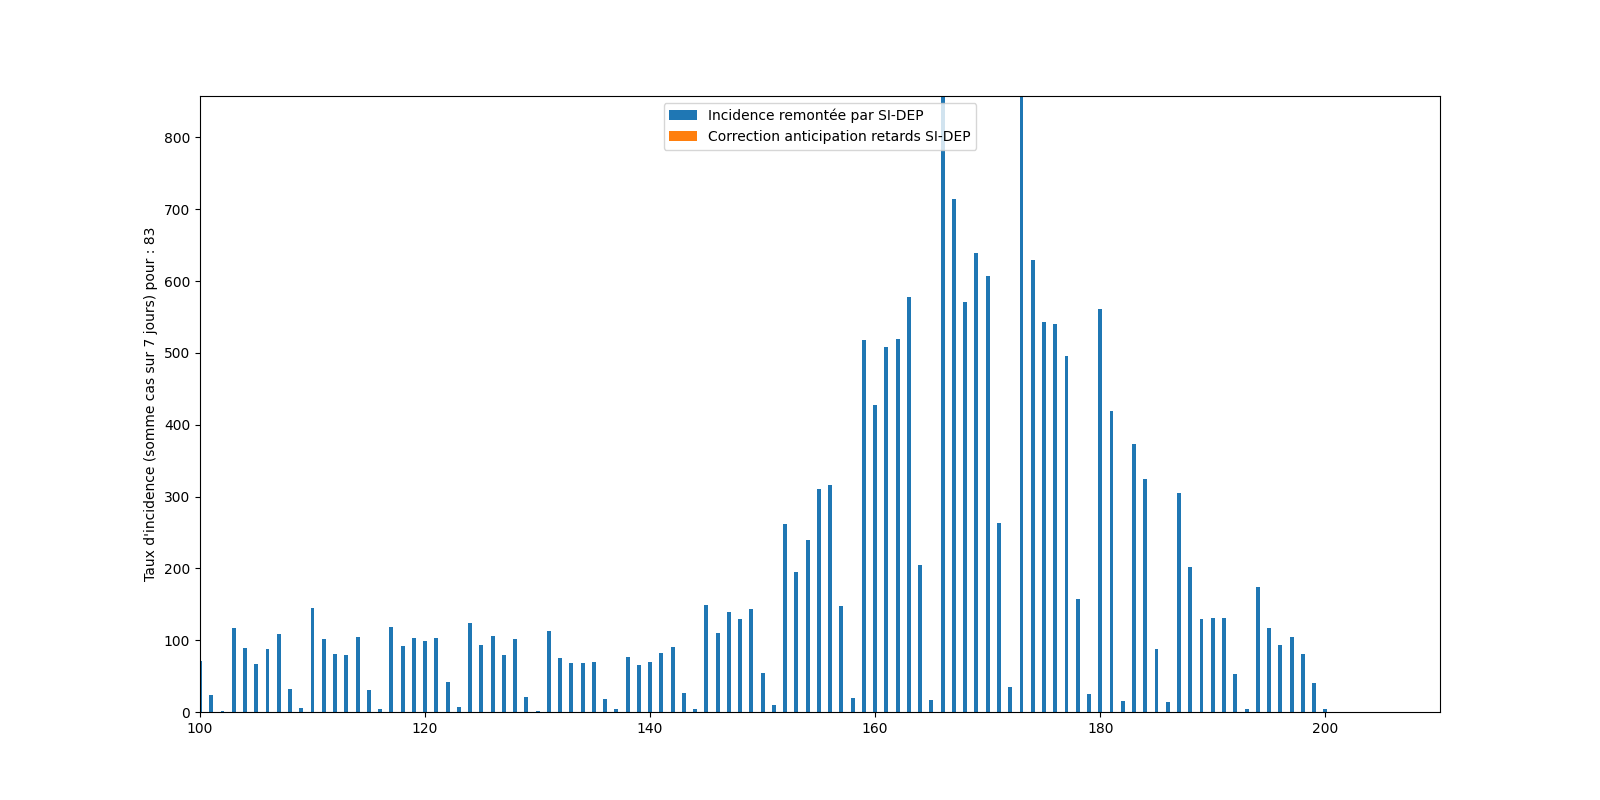 Incidence remontée par SI-DEP
Correction anticipation retards SI-DEP
Taux d'incidence (somme cas sur 7 jours) pour : 83
800
700
600
500
400
300
200
100
0
100 120 140 160 180 200